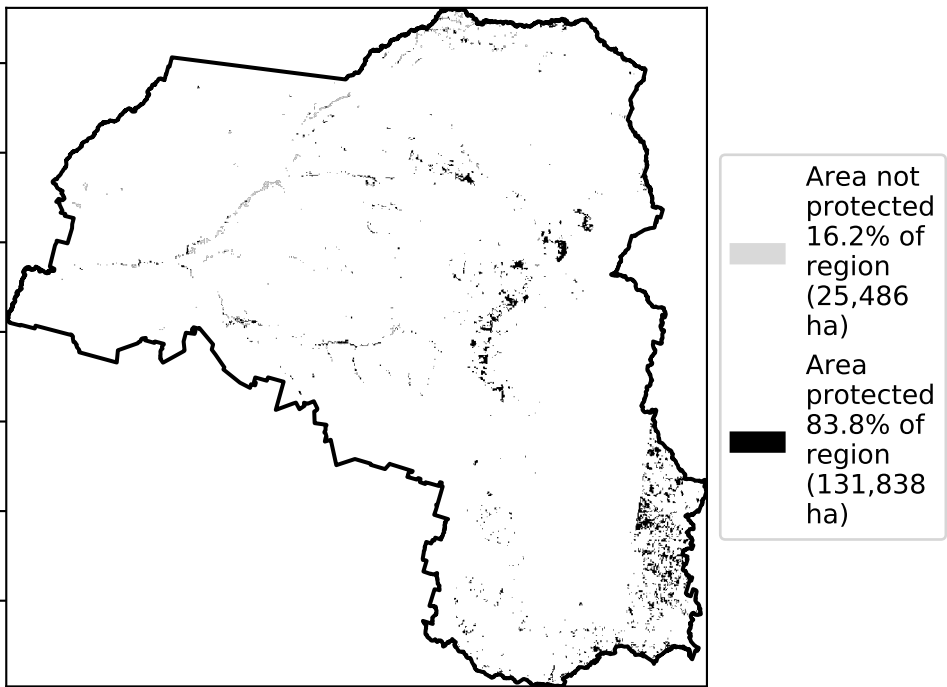 Area not
protected
16.2% of
region
(25,486
ha)
Area
protected
83.8% of
region
(131,838
ha)